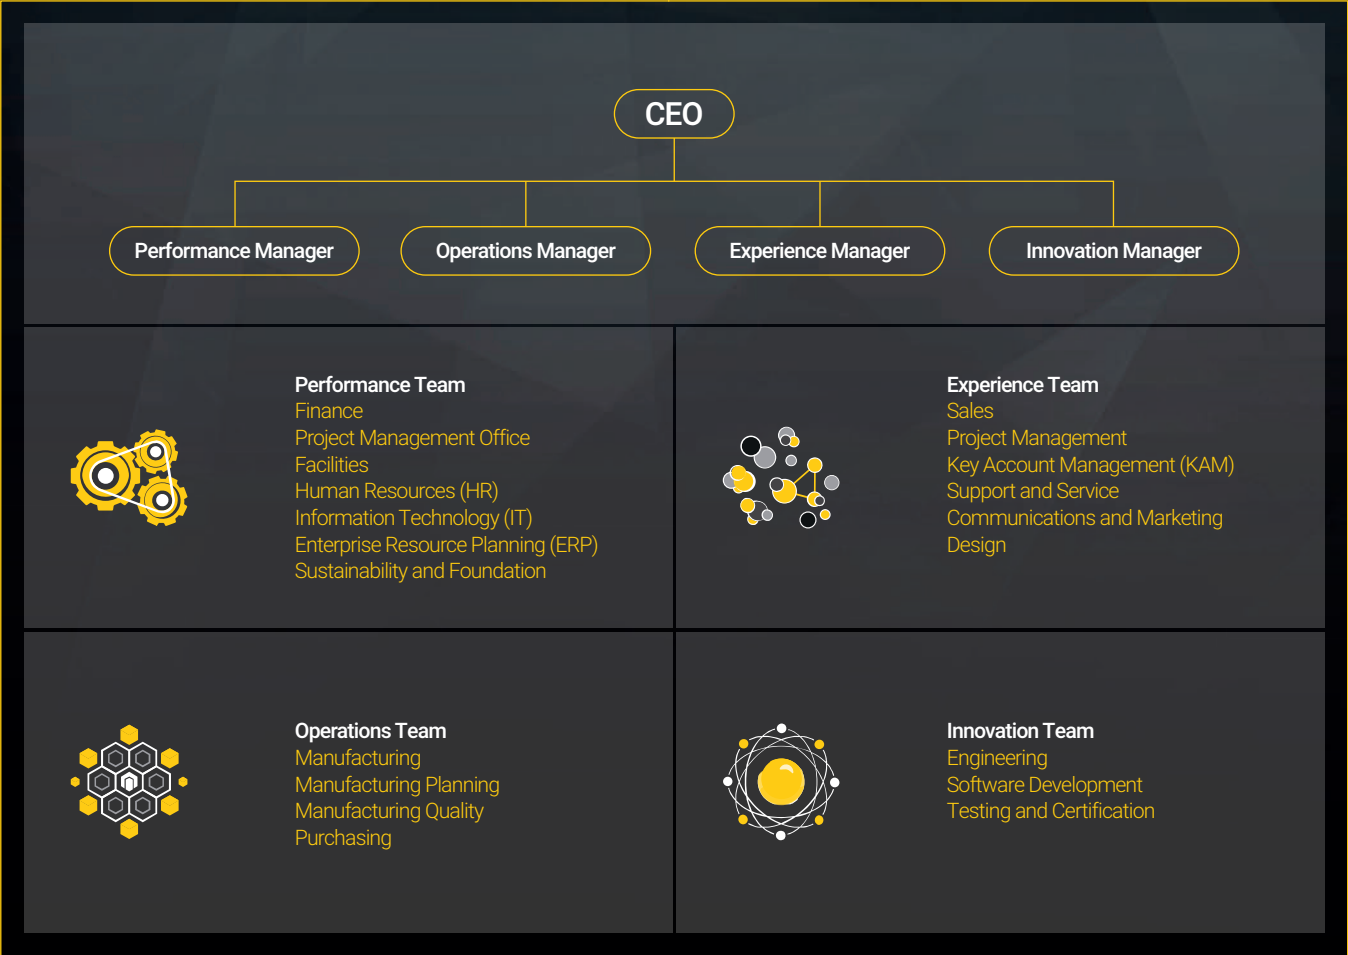 CEO
Performance Manager
Operations Manager
Experience Manager
Innovation Manager
Performance Team
Finance
Project Management Office
Facilities
Human Resources (HR)
Information Technology (IT)
Enterprise Resource Planning (ERP)
Sustainability and Foundation
Experience Team
Sales
Project Management
Key Account Management (KAM)
Support and Service
Communications and Marketing
Design
Operations Team
Manufacturing
Manufacturing Planning
Manufacturing Quality
Purchasing
Innovation Team
Engineering
Software Development
Testing and Certification